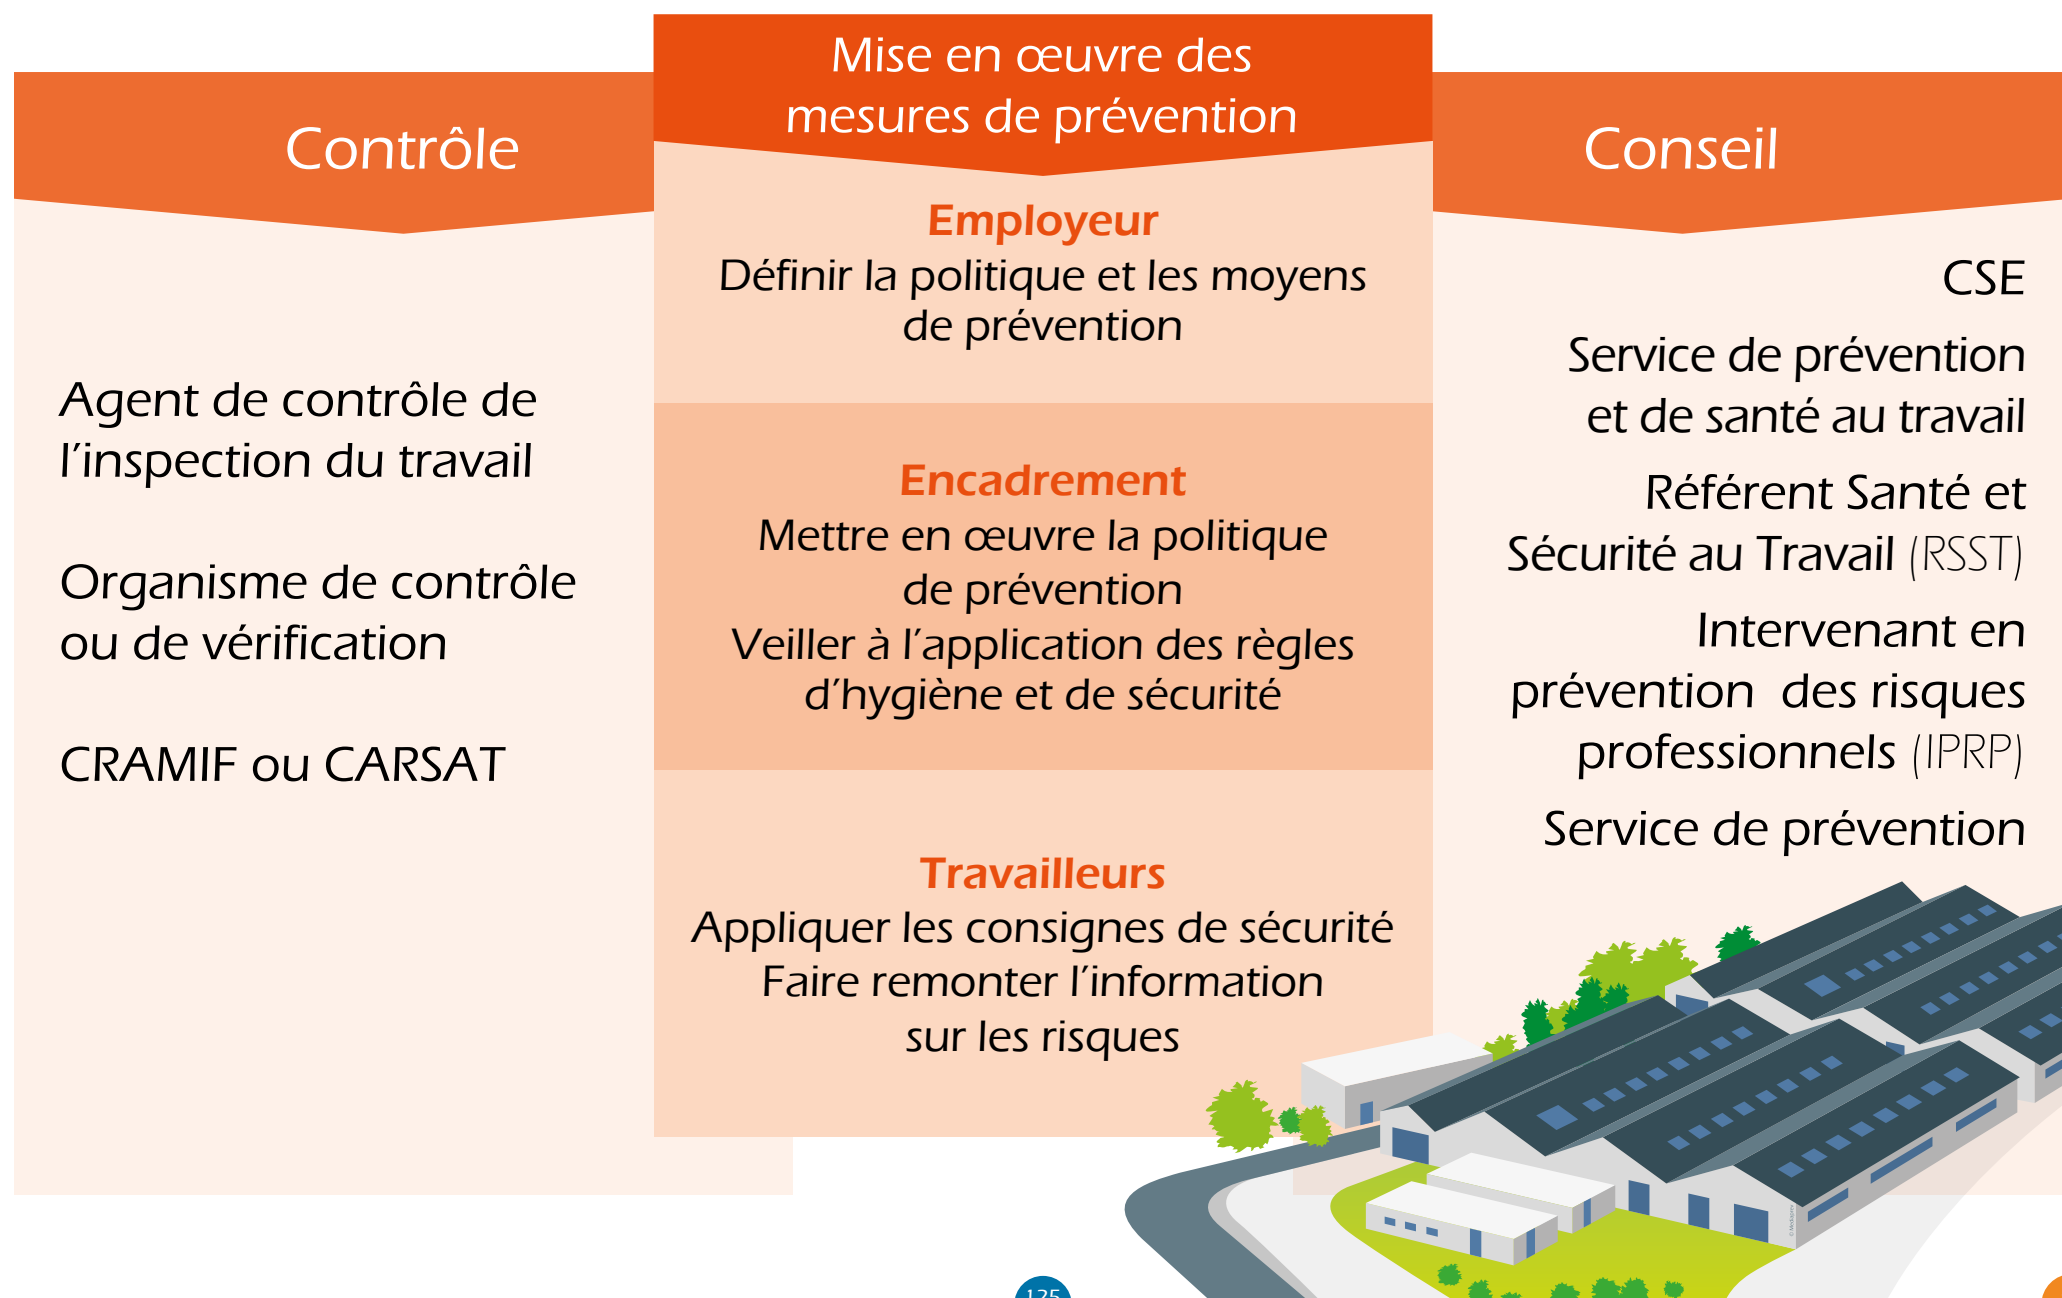 Contrôle
Agent de contrôle de
l’inspection du travail
Organisme de contrôle
ou de vérification
CRAMIF ou CARSAT
Mise en œuvre des
mesures de prévention
Employeur
Définir la politique et les moyens
de prévention
Encadrement
Mettre en œuvre la politique
de prévention
Veiller à l’application des règles
d’hygiène et de sécurité
Travailleurs
Appliquer les consignes de sécurité
Faire remonter l’information
sur les risques
Conseil
CSE
Service de prévention
et de santé au travail
Référent Santé et
Sécurité au Travail (RSST)
Intervenant en
prévention des risques
professionnels (IPRP)
Service de prévention
125